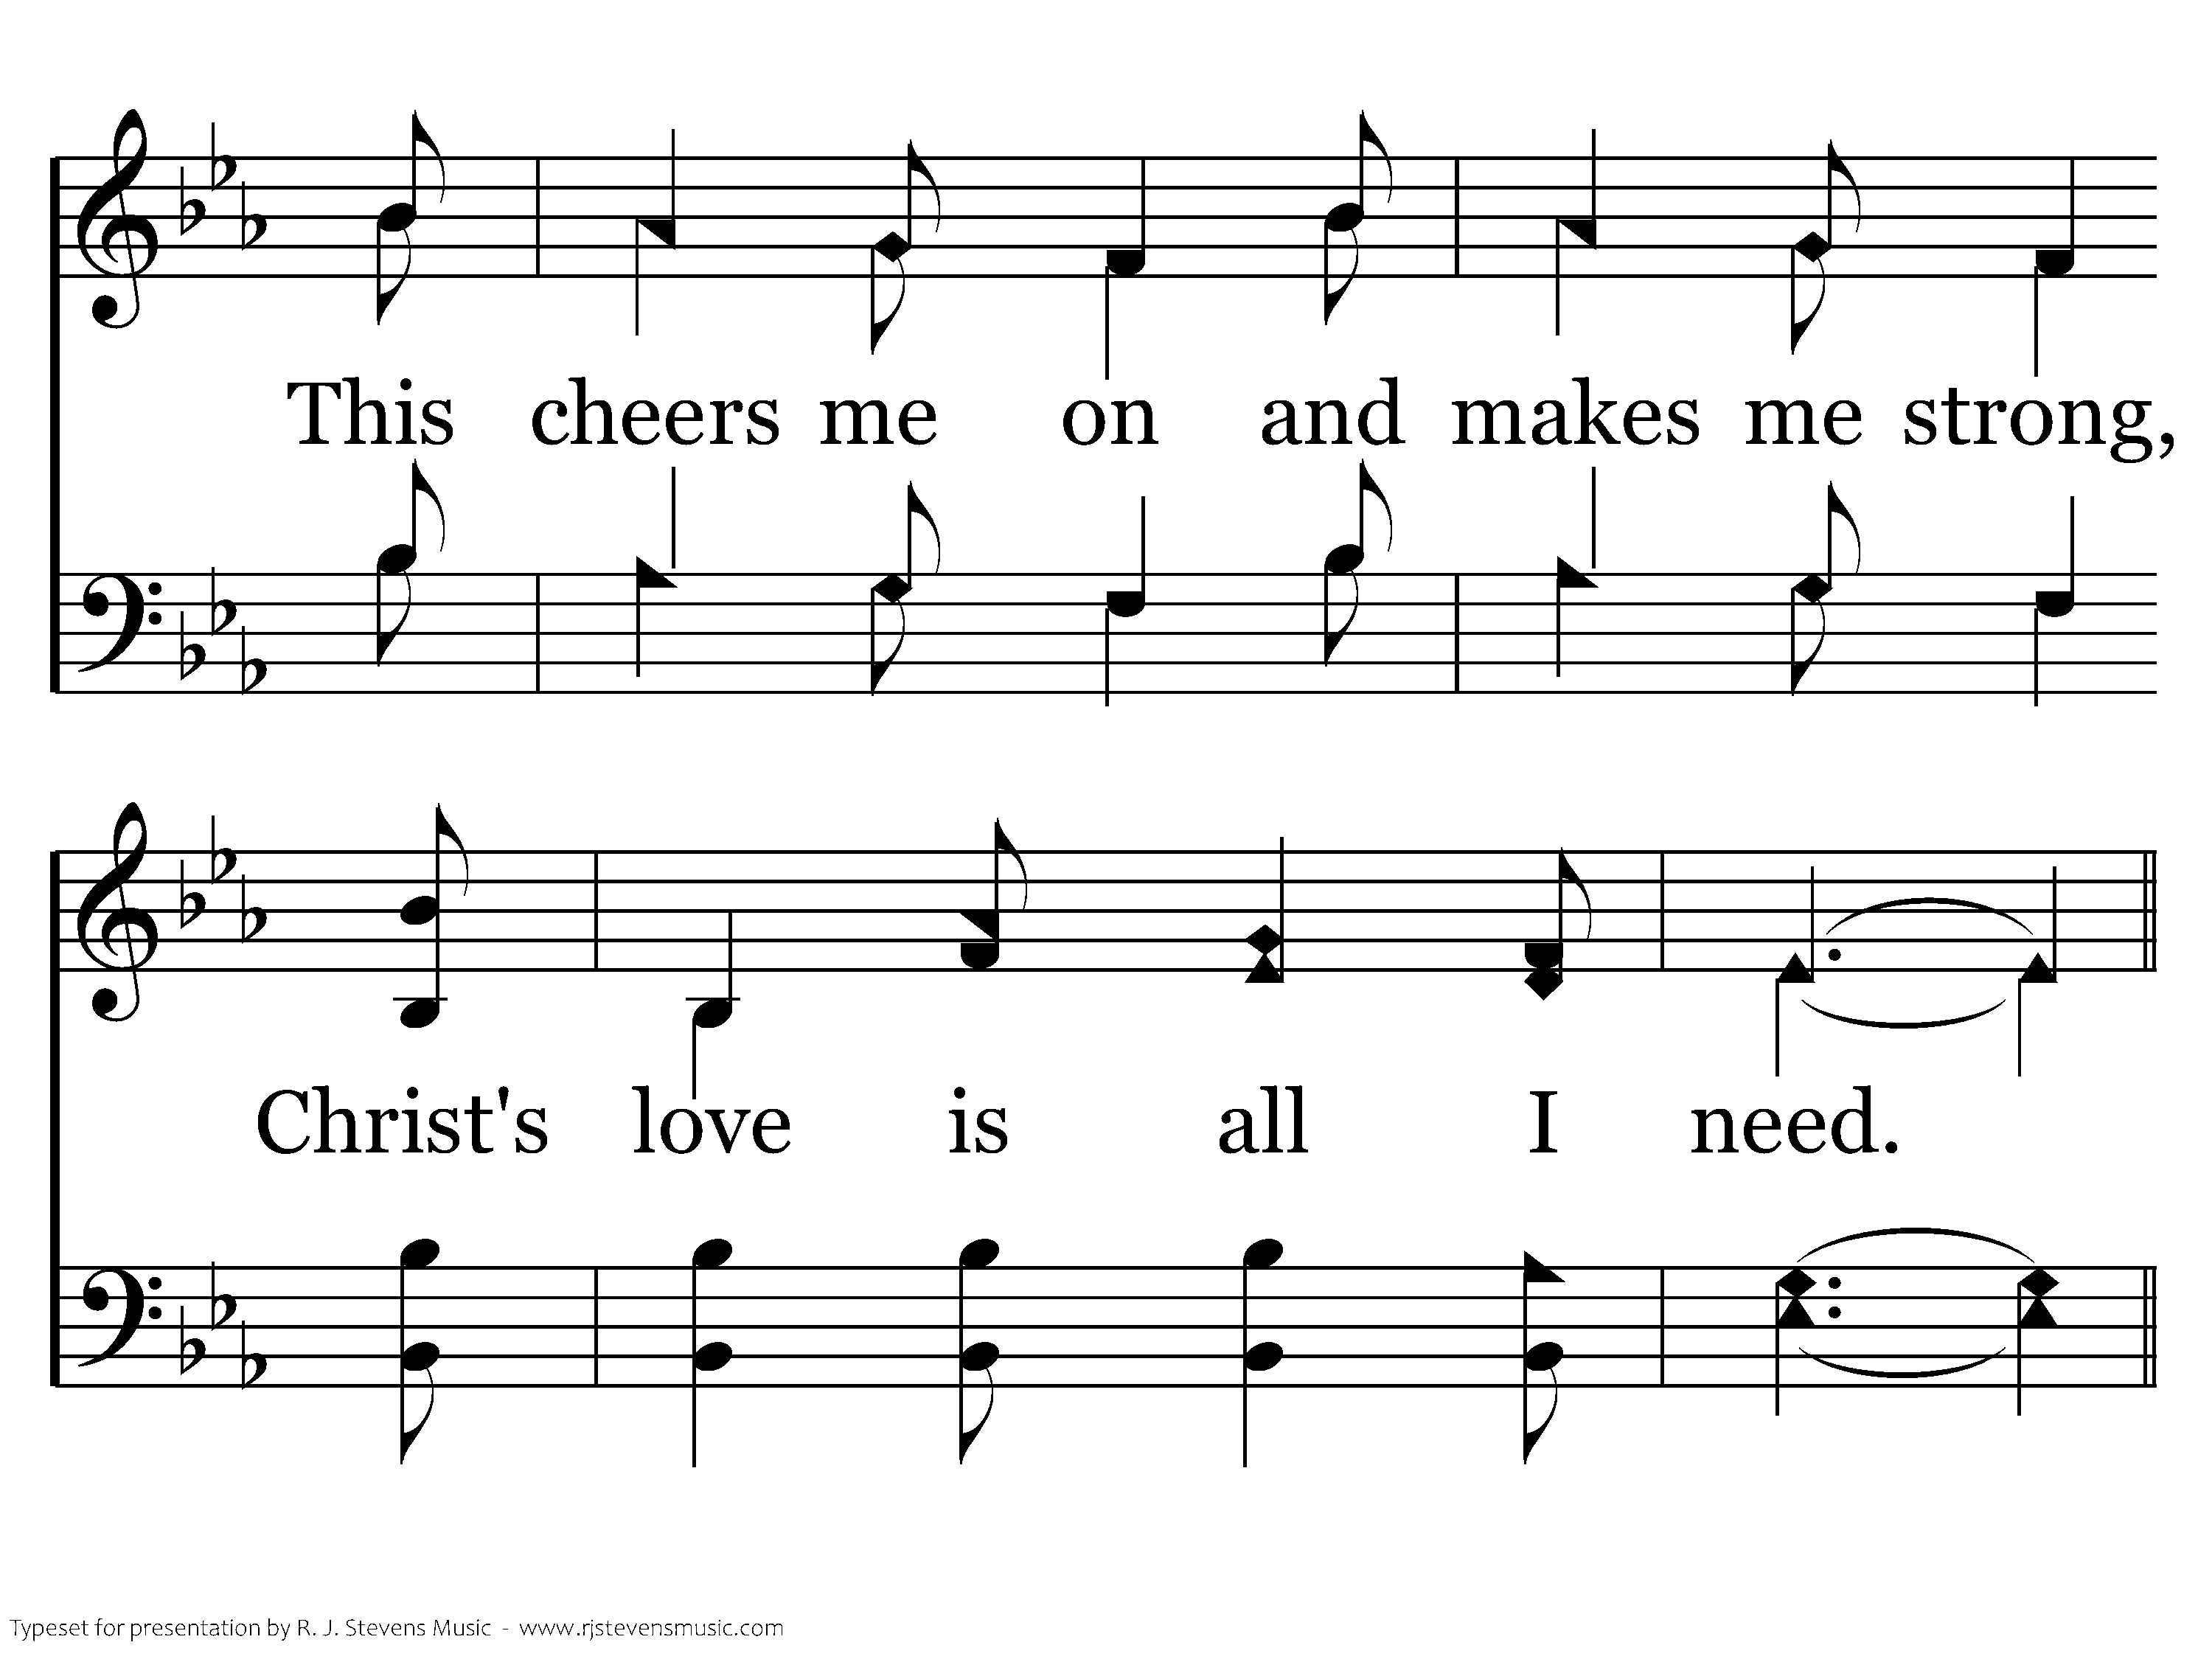 This cheers me on and makes me strong,
Christ's love is all I need.
Typeset for presentation by R. J. Stevens Music - www.rjstevensmusic.com